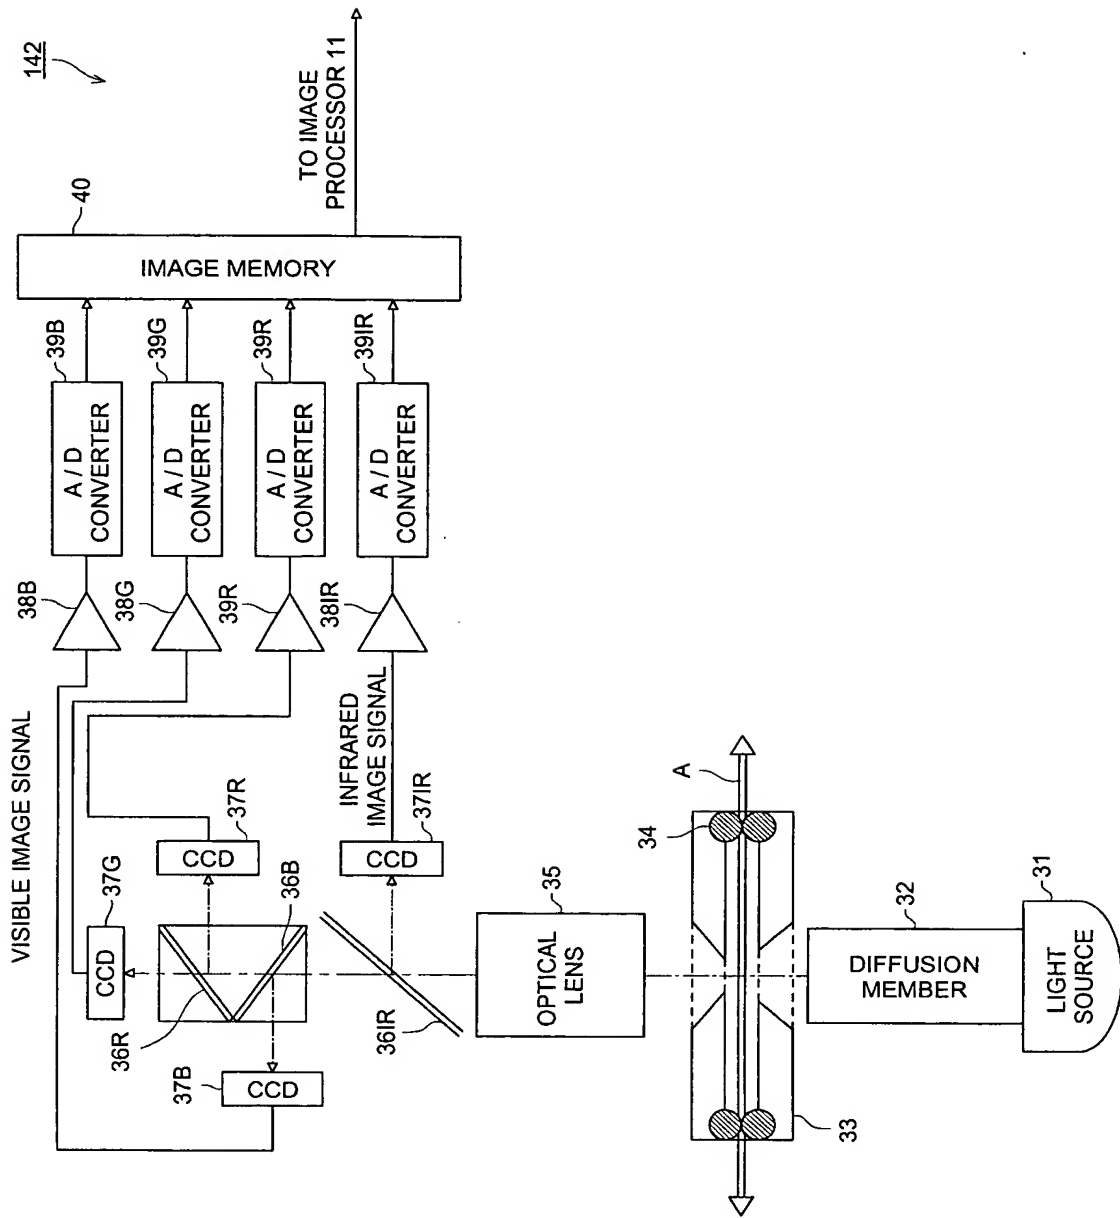 142
TO IMAGE
PROCESSOR 11
40
IMAGE MEMORY
39B
A / D
CONVERTER
39G
A / D
CONVERTER
39R
A / D
CONVERTER
39IR
A / D
CONVERTER
38B
38G
39R
38IR
VISIBLE IMAGE SIGNAL
INFRARED
IMAGE SIGNAL
37G
CCD
37R
CCD
37IR
CCD
37B
CCD
36B
36R
36IR
35
OPTICAL
LENS
A
34
33
32
DIFFUSION
MEMBER
31
LIGHT
SOURCE